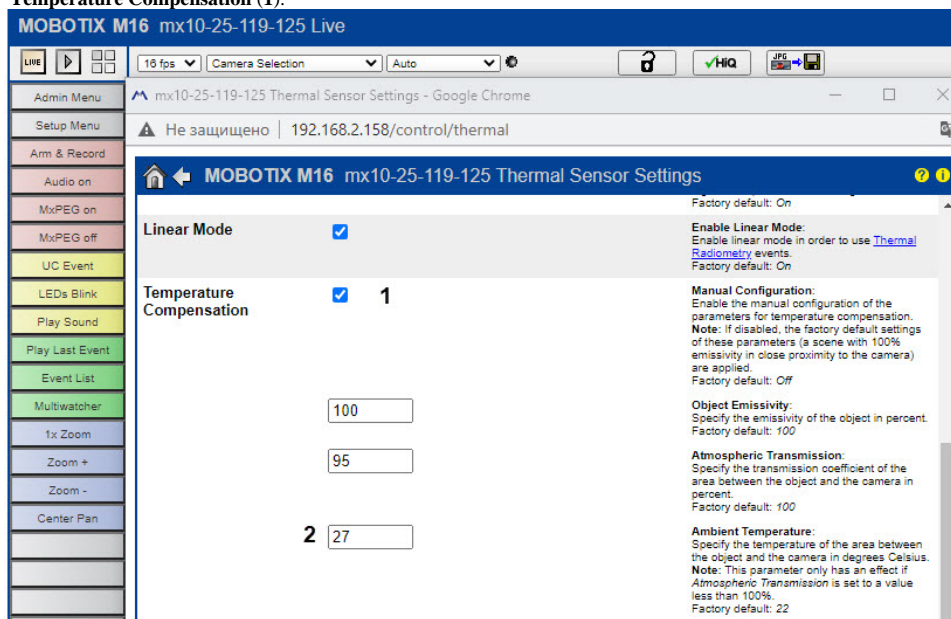 Temperature Compensation (1).
MOBOTIX M16 mx10-25-119-125 Live
LIVE
16 fps Camera Selection Auto HiQ JPG
Admin Menu
Setup Menu
Arm & Record
Audio on
MxPEG on
MxPEG off
UC Event
LEDs Blink
Play Sound
Play Last Event
Event List
Multiwatcher
1x Zoom
Zoom +
Zoom -
Center Pan
mx10-25-119-125 Thermal Sensor Settings - Google Chrome
Не защищено 192.168.2.158/control/thermal
MOBOTIX M16 mx10-25-119-125 Thermal Sensor Settings
Factory default: On
Linear Mode
Enable Linear Mode:
Enable linear mode in order to use Thermal
Radiometry events.
Factory default: On
Temperature
Compensation
1
Manual Configuration:
Enable the manual configuration of the
parameters for temperature compensation.
Note: If disabled, the factory default settings
of these parameters (a scene with 100%
emissivity in close proximity to the camera)
are applied.
Factory default: Off
100
Object Emissivity:
Specify the emissivity of the object in percent.
Factory default: 100
95
Atmospheric Transmission:
Specify the transmission coefficient of the
area between the object and the camera in
percent.
Factory default: 100
2 27
Ambient Temperature:
Specify the temperature of the area between
the object and the camera in degrees Celsius.
Note: This parameter only has an effect if
Atmospheric Transmission is set to a value
less than 100%.
Factory default: 22